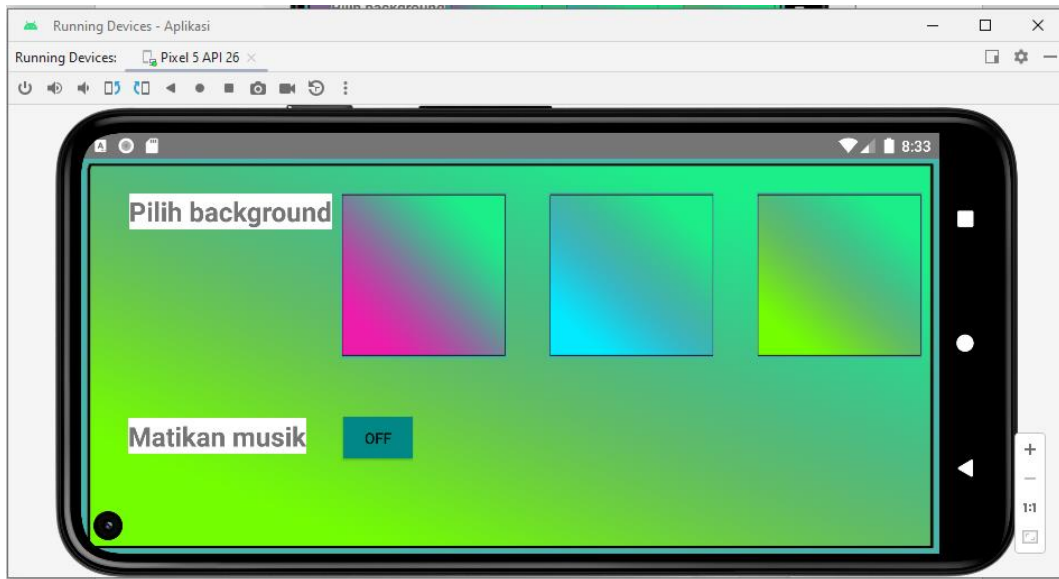 Running Devices - Aplikasi
Running Devices: Pixel 5 API 26
8:33
Pilih background
Matikan musik
OFF
1:1